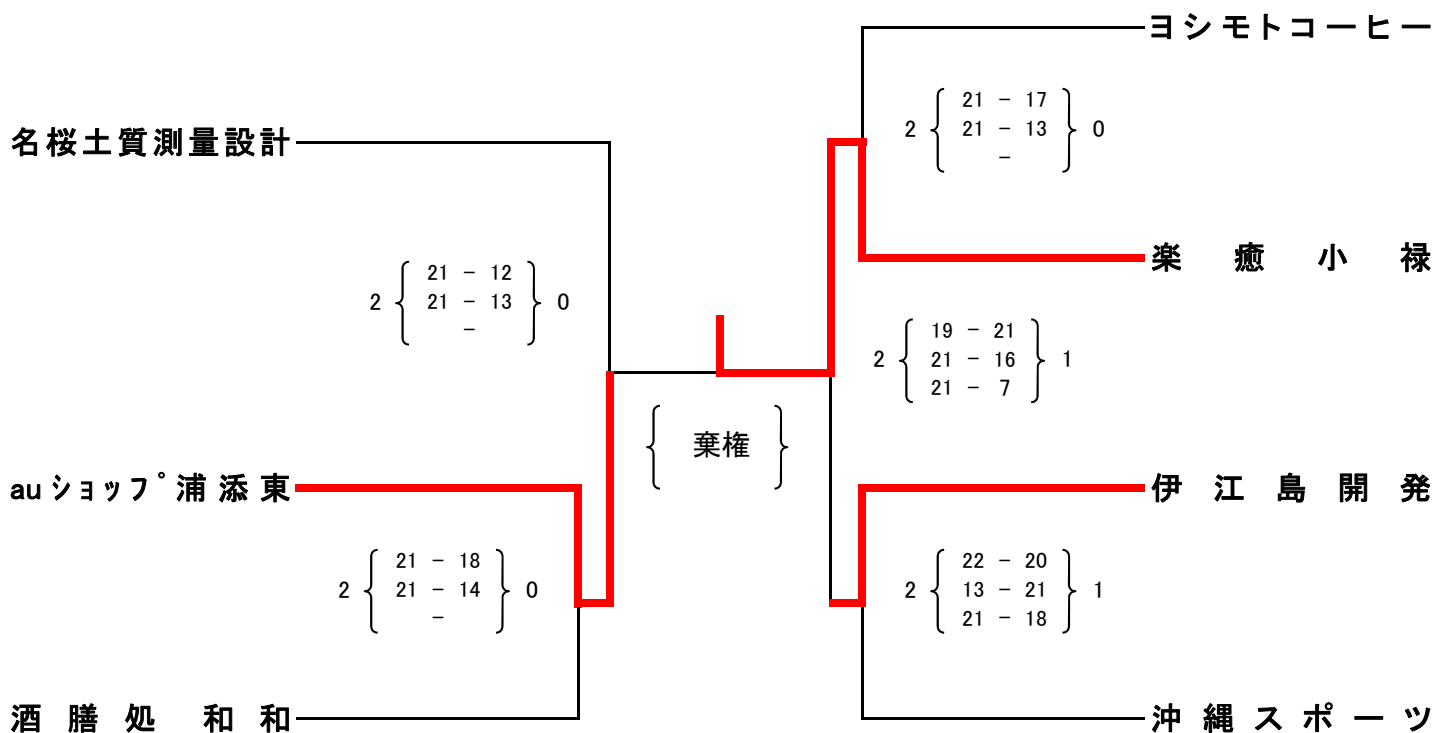 ヨシモトコーヒー
名桜土質測量設計
2 { 21 - 17 } 0
21 - 13
-
楽癒小禄
2 { 21 - 12 } 0
21 - 13
-
2 { 19 - 21 } 1
21 - 16
21 - 7
{ 棄権 }
auショップ浦添東
伊江島開発
2 { 21 - 18 } 0
21 - 14
-
2 { 22 - 20 } 1
13 - 21
21 - 18
酒膳処 和和
沖縄スポーツ